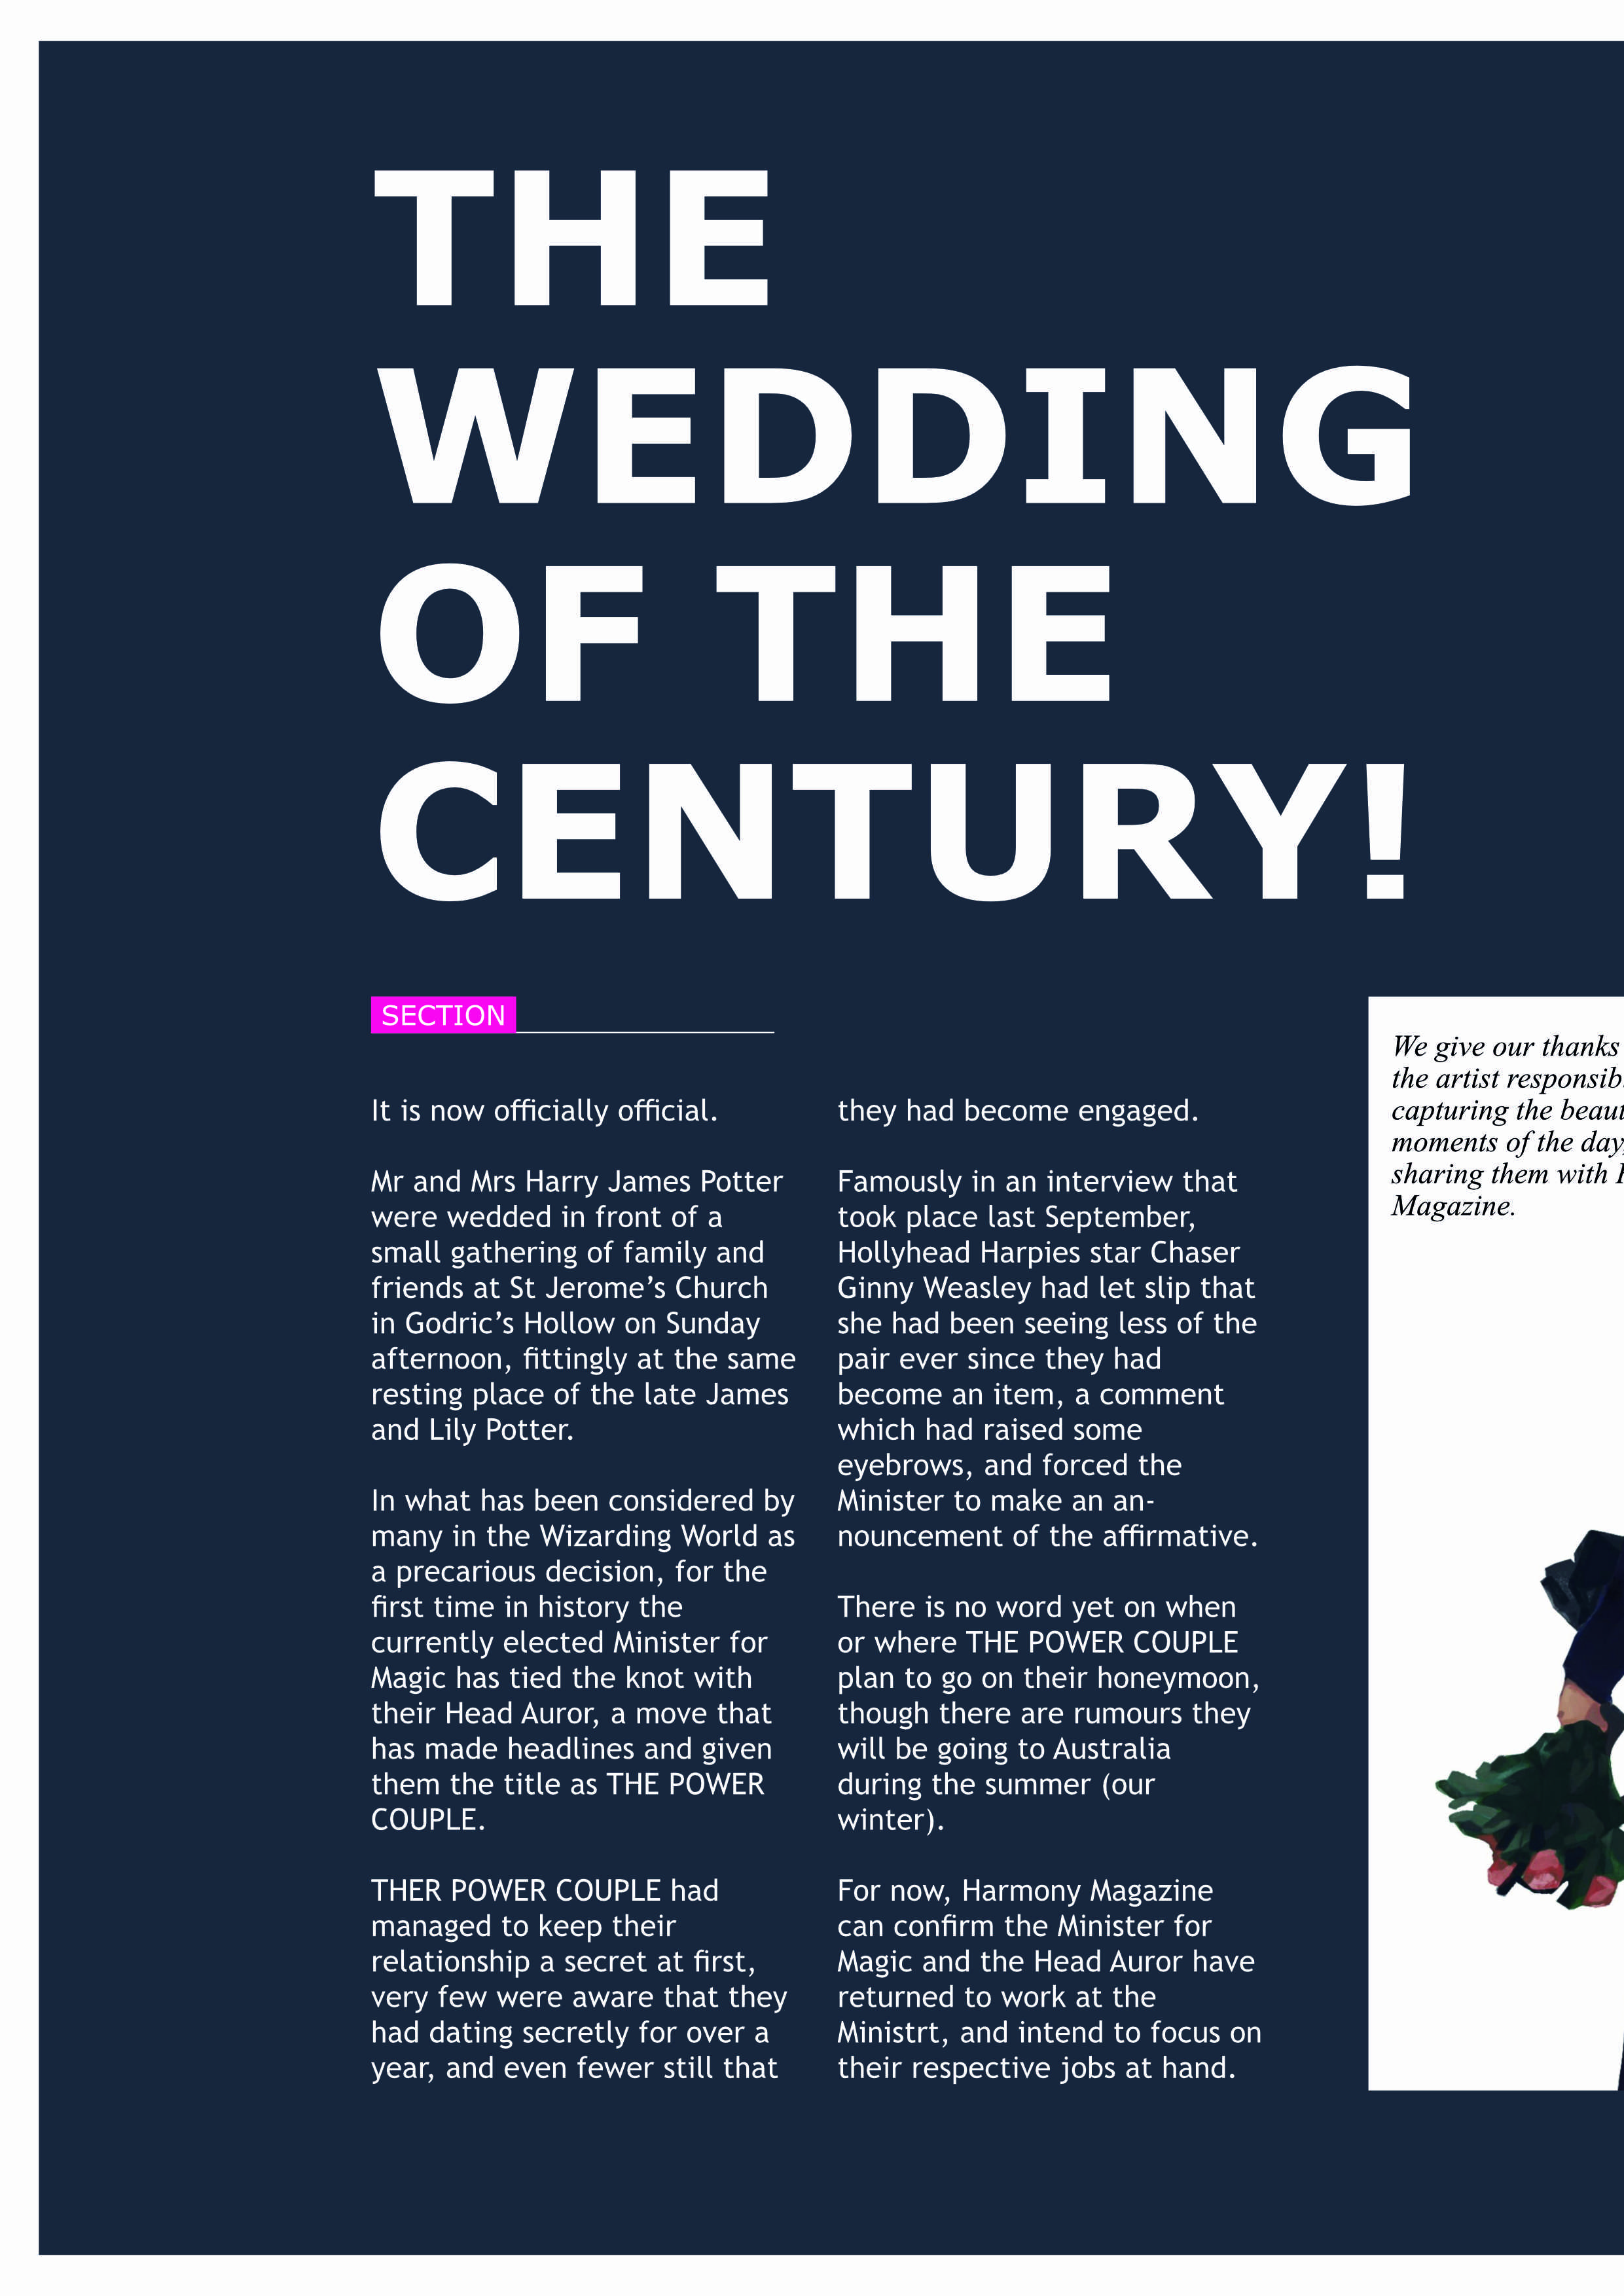 THE
WEDDING
OF THE
CENTURY!
SECTION
It is now officially official.
Mr and Mrs Harry James Potter
were wedded in front of a
small gathering of family and
friends at St Jerome’s Church
in Godric’s Hollow on Sunday
afternoon, fittingly at the same
resting place of the late James
and Lily Potter.
In what has been considered by
many in the Wizarding World as
a precarious decision, for the
first time in history the
currently elected Minister for
Magic has tied the knot with
their Head Auror, a move that
has made headlines and given
them the title as THE POWER
COUPLE.
THER POWER COUPLE had
managed to keep their
relationship a secret at first,
very few were aware that they
had dating secretly for over a
year, and even fewer still that
they had become engaged.
Famously in an interview that
took place last September,
Hollyhead Harpies star Chaser
Ginny Weasley had let slip that
she had been seeing less of the
pair ever since they had
become an item, a comment
which had raised some
eyebrows, and forced the
Minister to make an an-
nouncement of the affirmative.
There is no word yet on when
or where THE POWER COUPLE
plan to go on their honeymoon,
though there are rumours they
will be going to Australia
during the summer (our
winter).
For now, Harmony Magazine
can confirm the Minister for
Magic and the Head Auror have
returned to work at the
Ministrt, and intend to focus on
their respective jobs at hand.
We give our thanks
the artist
capturing the
moments of the day,
sharing them with
Magazine.